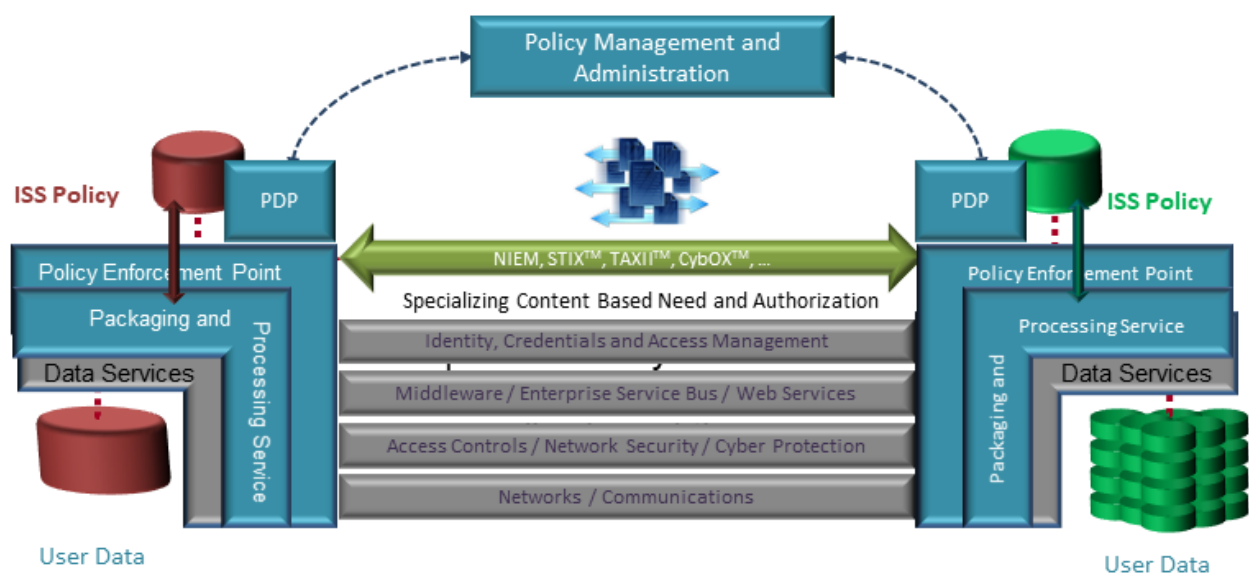 Policy Management and
Administration
PDP
PDP
ISS Policy
ISS Policy
NIEM, STIX™, TAXII™, CybOX™, ...
Policy Enforcement Point
Policy Enforcement Point
Specializing Content Based Need and Authorization
Packaging and
Processing Service
Processing Service
Packaging and
Identity, Credentials and Access Management
Data Services
Data Services
Middleware / Enterprise Service Bus / Web Services
Access Controls / Network Security / Cyber Protection
Networks / Communications
User Data
User Data